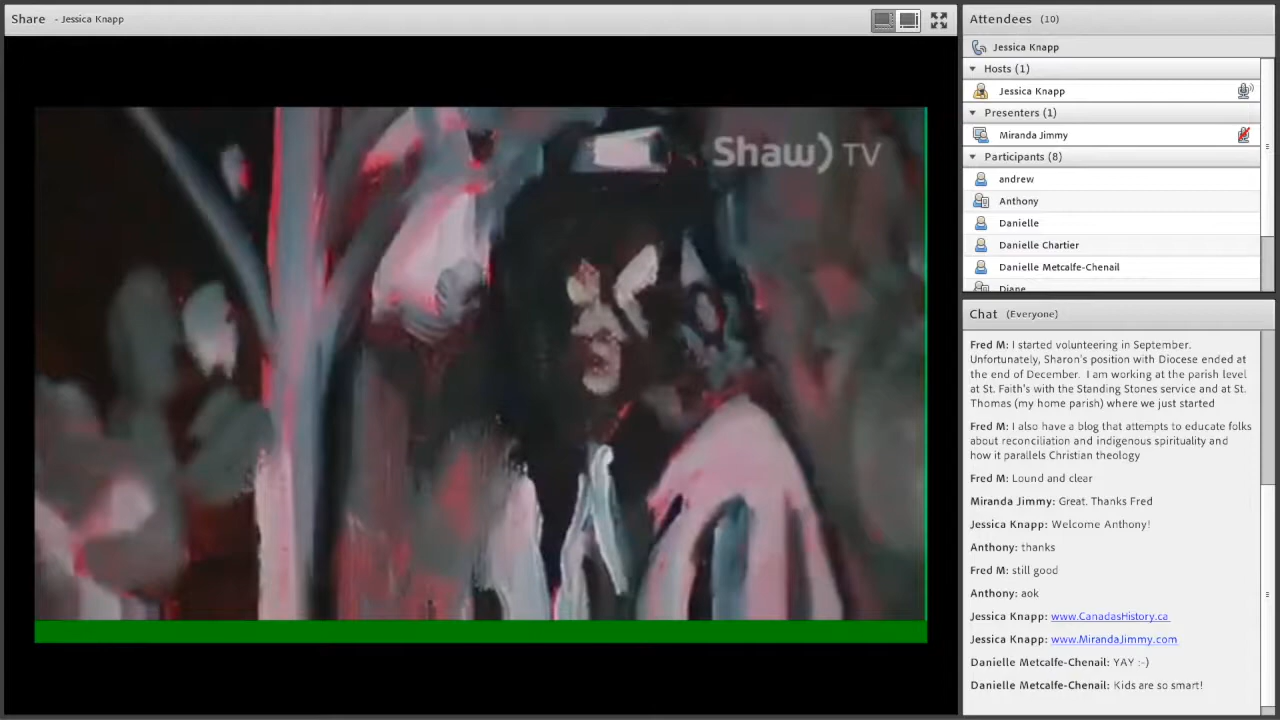 Share - Jessica Knapp
Shaw) TV
Attendees (10)
Jessica Knapp
Hosts (1)
Jessica Knapp
Presenters (1)
Miranda Jimmy
Participants (8)
andrew
Anthony
Danielle
Danielle Chartier
Danielle Metcalfe-Chenail
Diane
Chat (Everyone)
Fred M: I started volunteering in September.
Unfortunately, Sharon's position with Diocese ended at
the end of December. I am working at the parish level
at St. Faith's with the Standing Stones service and at St.
Thomas (my home parish) where we just started
Fred M: I also have a blog that attempts to educate folks
about reconciliation and indigenous spirituality and
how it parallels Christian theology
Fred M: Lound and clear
Miranda Jimmy: Great. Thanks Fred
Jessica Knapp: Welcome Anthony!
Anthony: thanks
Fred M: still good
Anthony: aok
Jessica Knapp: www.CanadasHistory.ca
Jessica Knapp: www.MirandaJimmy.com
Danielle Metcalfe-Chenail: YAY :-)
Danielle Metcalfe-Chenail: Kids are so smart!